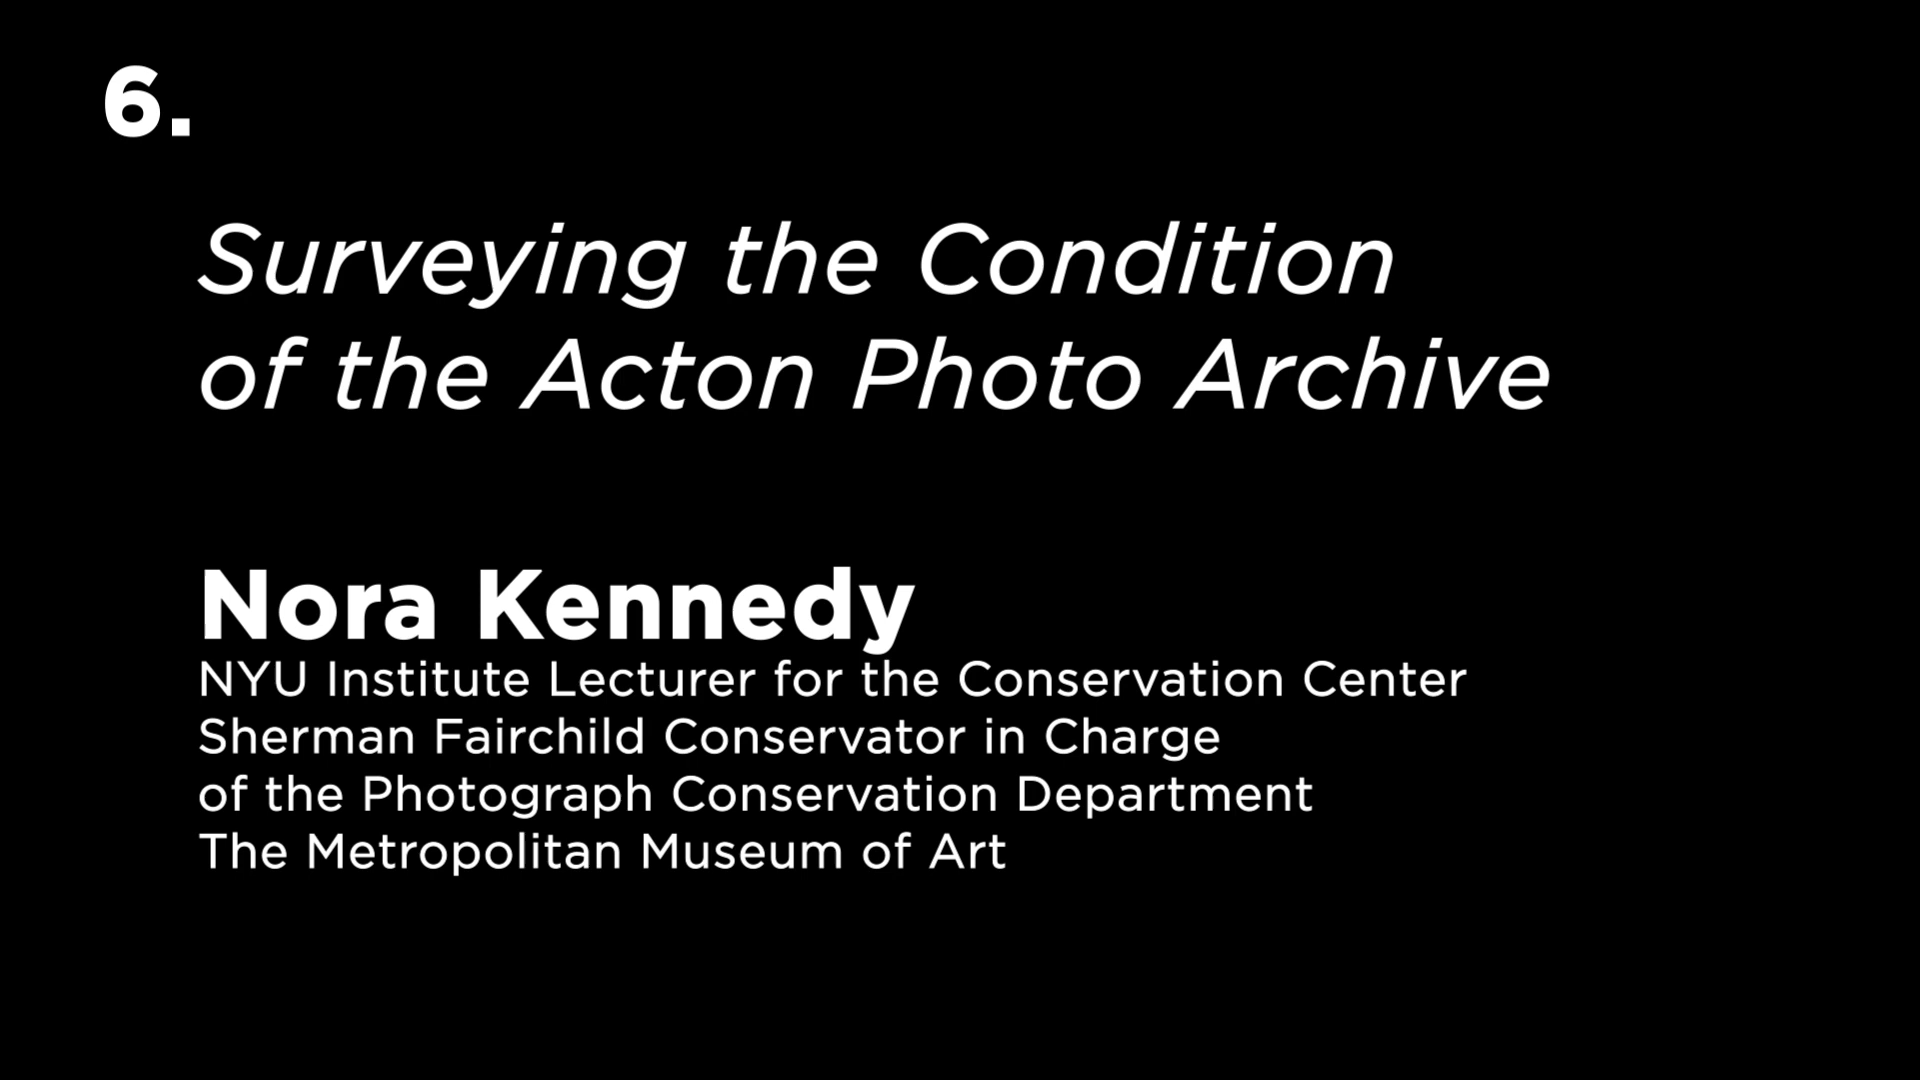 6.
Surveying the Condition
of the Acton Photo Archive
Nora Kennedy
NYU Institute Lecturer for the Conservation Center
Sherman Fairchild Conservator in Charge
of the Photograph Conservation Department
The Metropolitan Museum of Art